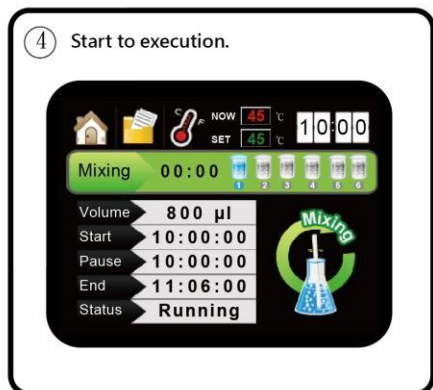 ④ Start to execution.
°C °F NOW 45 °C
SET 45 °C
10:00
Mixing 00:00
1 2 3 4 5 6
Volume 800 µl
Start 10:00:00
Pause 10:00:00
End 11:06:00
Status Running
Mixing